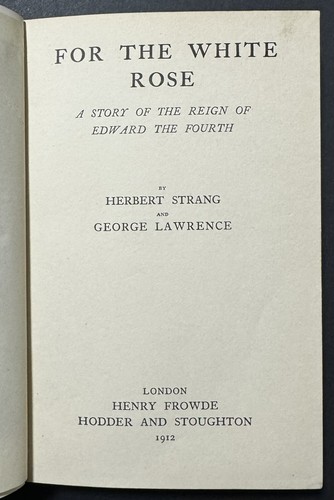 FOR THE WHITE
ROSE
A STORY OF THE REIGN OF
EDWARD THE FOURTH
BY
HERBERT STRANG
AND
GEORGE LAWRENCE
LONDON
HENRY FROWDE
HODDER AND STOUGHTON
1912